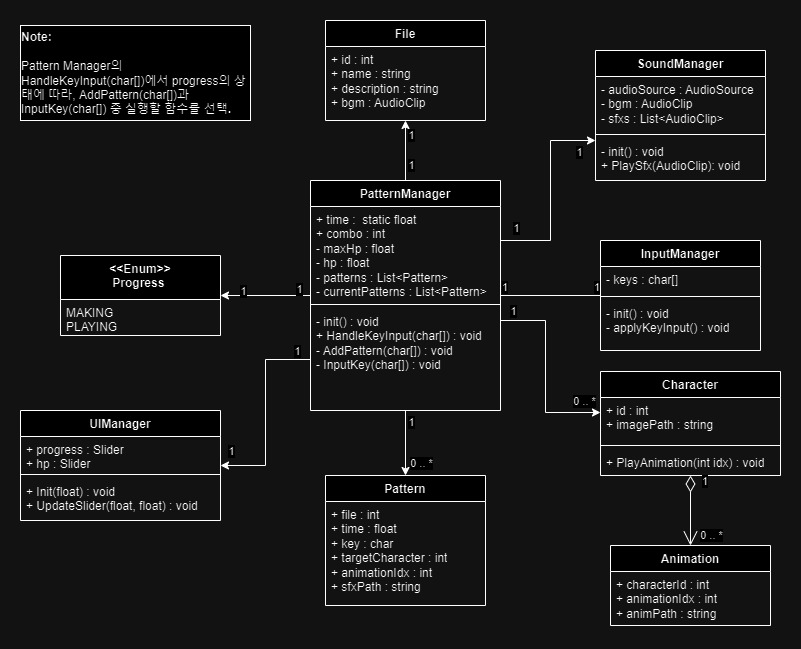 Note:
Pattern Manager의
HandleKeyInput(char[])에서 progress의 상
태에 따라, AddPattern(char[])과
InputKey(char[]) 중 실행할 함수를 선택.
File
+ id : int
+ name : string
+ description : string
+ bgm : AudioClip
1
1
SoundManager
- audioSource : AudioSource
- bgm : AudioClip
- sfxs : List<AudioClip>
- init() : void
+ PlaySfx(AudioClip): void
1
1
PatternManager
+ time :  static float
+ combo : int
- maxHp : float
- hp : float
- patterns : List<Pattern>
- currentPatterns : List<Pattern>
- init() : void
+ HandleKeyInput(char[]) : void
- AddPattern(char[]) : void
- InputKey(char[]) : void
<<Enum>>
Progress
MAKING
PLAYING
1
1
InputManager
- keys : char[]
- init() : void
- applyKeyInput() : void
1
1
1
0 .. *
Character
+ id : int
+ imagePath : string
+ PlayAnimation(int idx) : void
1
0 .. *
UIManager
+ progress : Slider
+ hp : Slider
+ Init(float) : void
+ UpdateSlider(float, float) : void
1
1
1
0 .. *
Pattern
+ file : int
+ time : float
+ key : char
+ targetCharacter : int
+ animationIdx : int
+ sfxPath : string
Animation
+ characterId : int
+ animationIdx : int
+ animPath : string